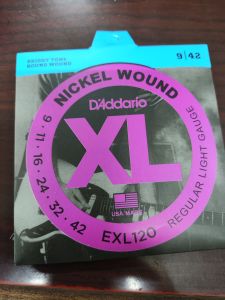 BRIGHT TONE
ROUND WOUND
9/42
NICKEL WOUND
D'Addario
XL
9 · 11 · 16 · 24 · 32 · 42
USA MADE
EXL120
REGULAR LIGHT GAUGE